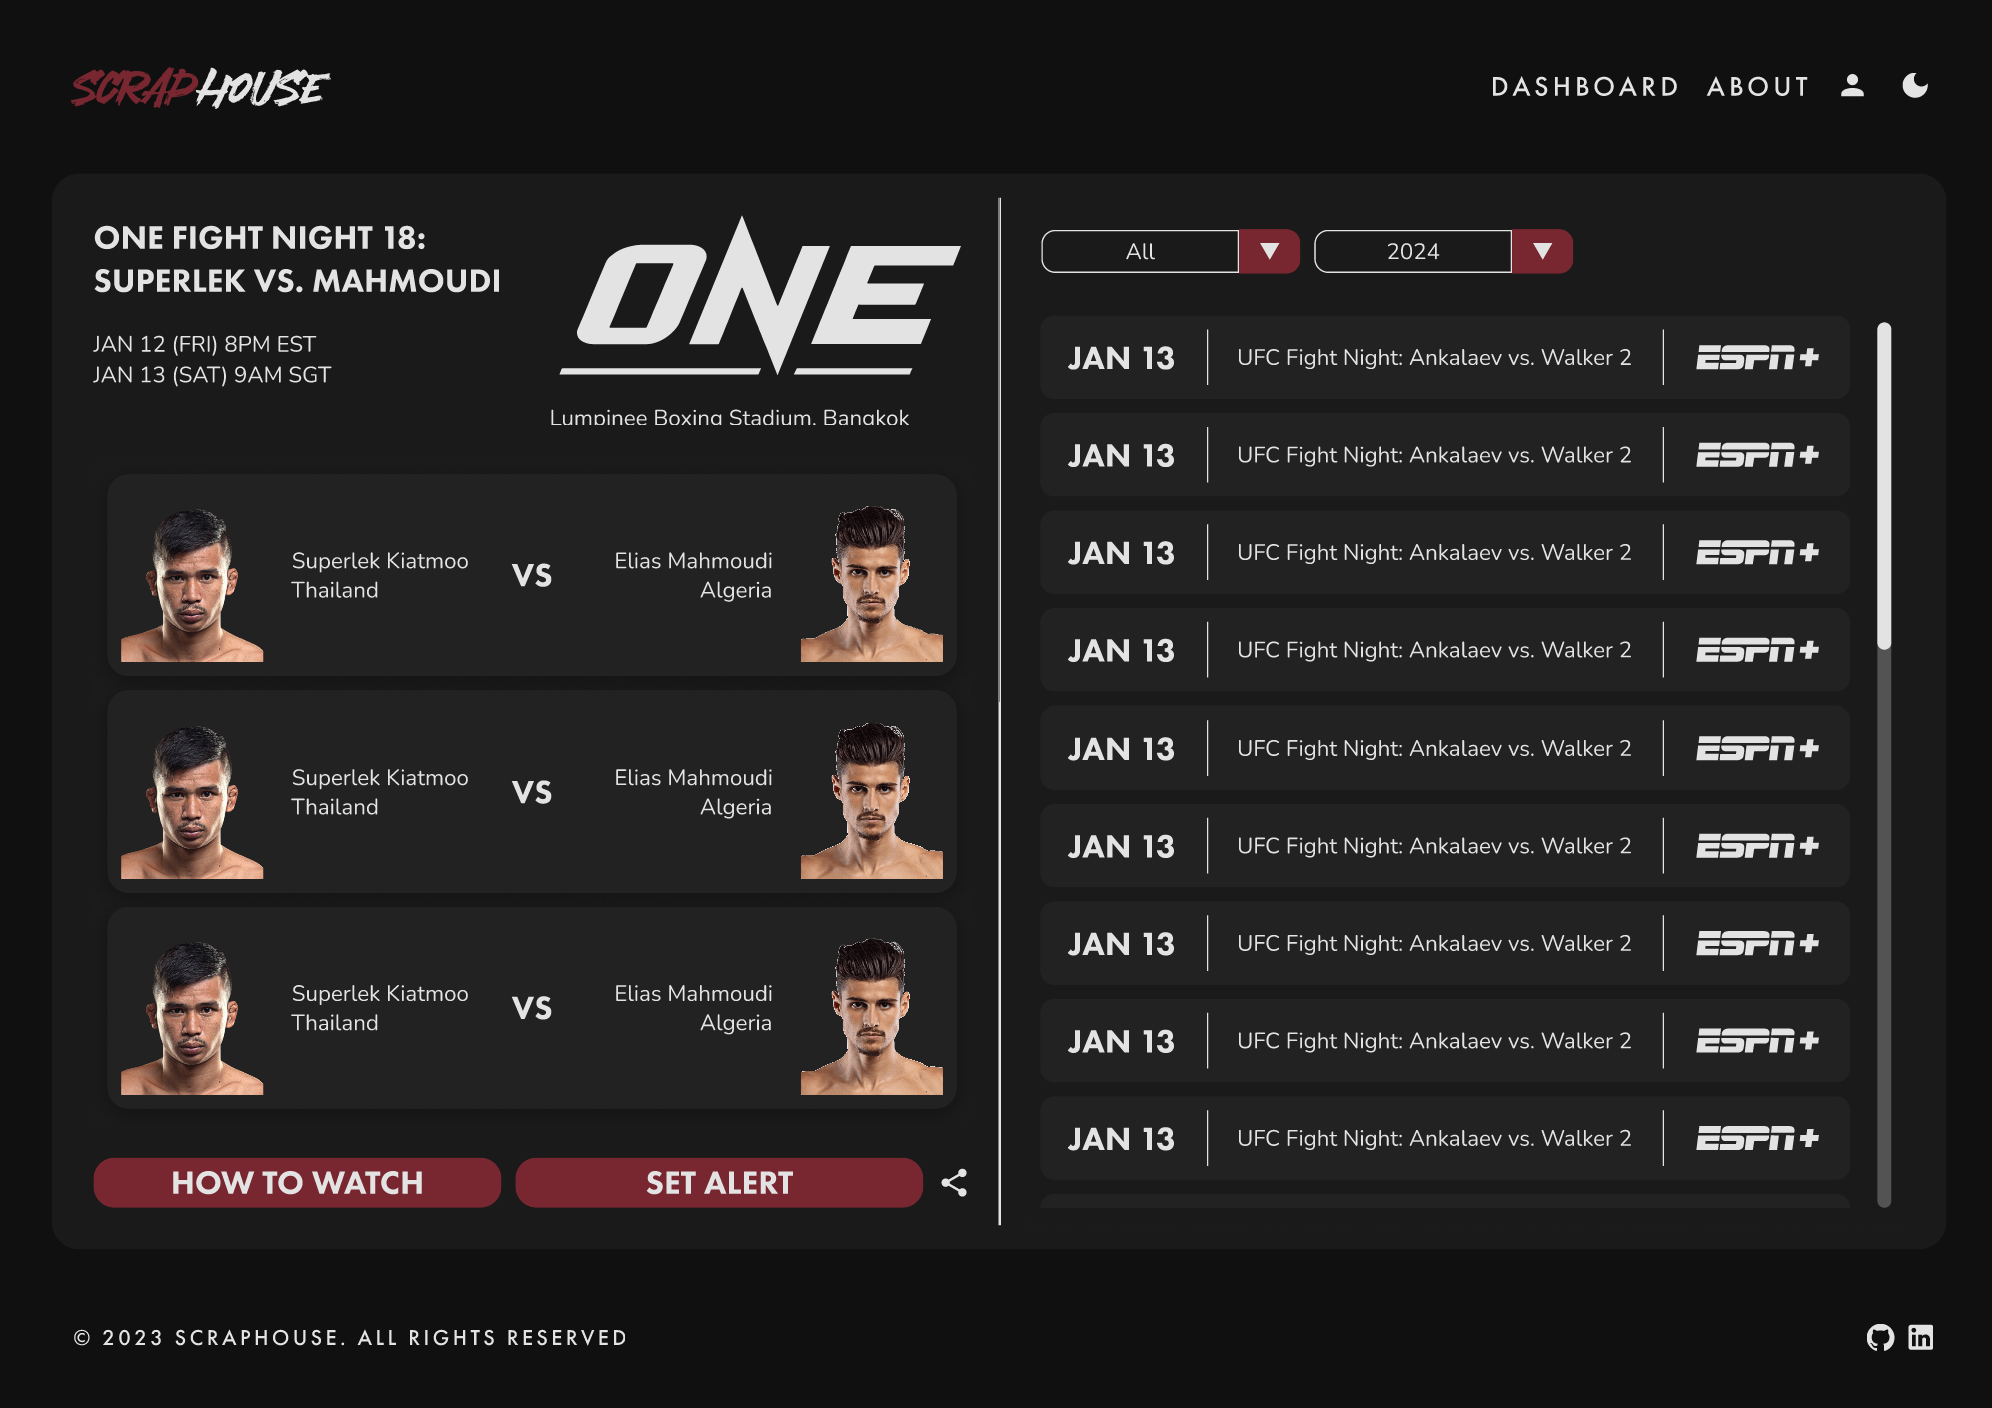 SCRAPHOUSE
DASHBOARD ABOUT
ONE FIGHT NIGHT 18:
SUPERLEK VS. MAHMOUDI
JAN 12 (FRI) 8PM EST
JAN 13 (SAT) 9AM SGT
ONE
Lumpinee Boxing Stadium, Bangkok
Superlek Kiatmoo
Thailand
VS
Elias Mahmoudi
Algeria
Superlek Kiatmoo
Thailand
VS
Elias Mahmoudi
Algeria
Superlek Kiatmoo
Thailand
VS
Elias Mahmoudi
Algeria
HOW TO WATCH
SET ALERT
All
2024
JAN 13 UFC Fight Night: Ankalaev vs. Walker 2 ESPN+
JAN 13 UFC Fight Night: Ankalaev vs. Walker 2 ESPN+
JAN 13 UFC Fight Night: Ankalaev vs. Walker 2 ESPN+
JAN 13 UFC Fight Night: Ankalaev vs. Walker 2 ESPN+
JAN 13 UFC Fight Night: Ankalaev vs. Walker 2 ESPN+
JAN 13 UFC Fight Night: Ankalaev vs. Walker 2 ESPN+
JAN 13 UFC Fight Night: Ankalaev vs. Walker 2 ESPN+
JAN 13 UFC Fight Night: Ankalaev vs. Walker 2 ESPN+
JAN 13 UFC Fight Night: Ankalaev vs. Walker 2 ESPN+
© 2023 SCRAPHOUSE. ALL RIGHTS RESERVED
in